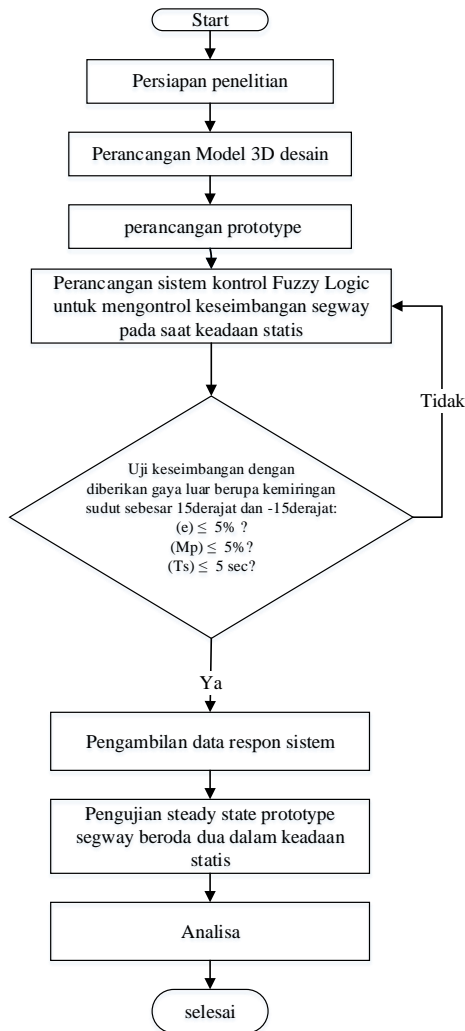 Start
Persiapan penelitian
Perancangan Model 3D desain
perancangan prototype
Perancangan sistem kontrol Fuzzy Logic
untuk mengontrol keseimbangan segway
pada saat keadaan statis
Tidak
Uji keseimbangan dengan
diberikan gaya luar berupa kemiringan
sudut sebesar 15derajat dan -15derajat:
(e) ≤ 5% ?
(Mp) ≤ 5%?
(Ts) ≤ 5 sec?
Ya
Pengambilan data respon sistem
Pengujian steady state prototype
segway beroda dua dalam keadaan
statis
Analisa
selesai